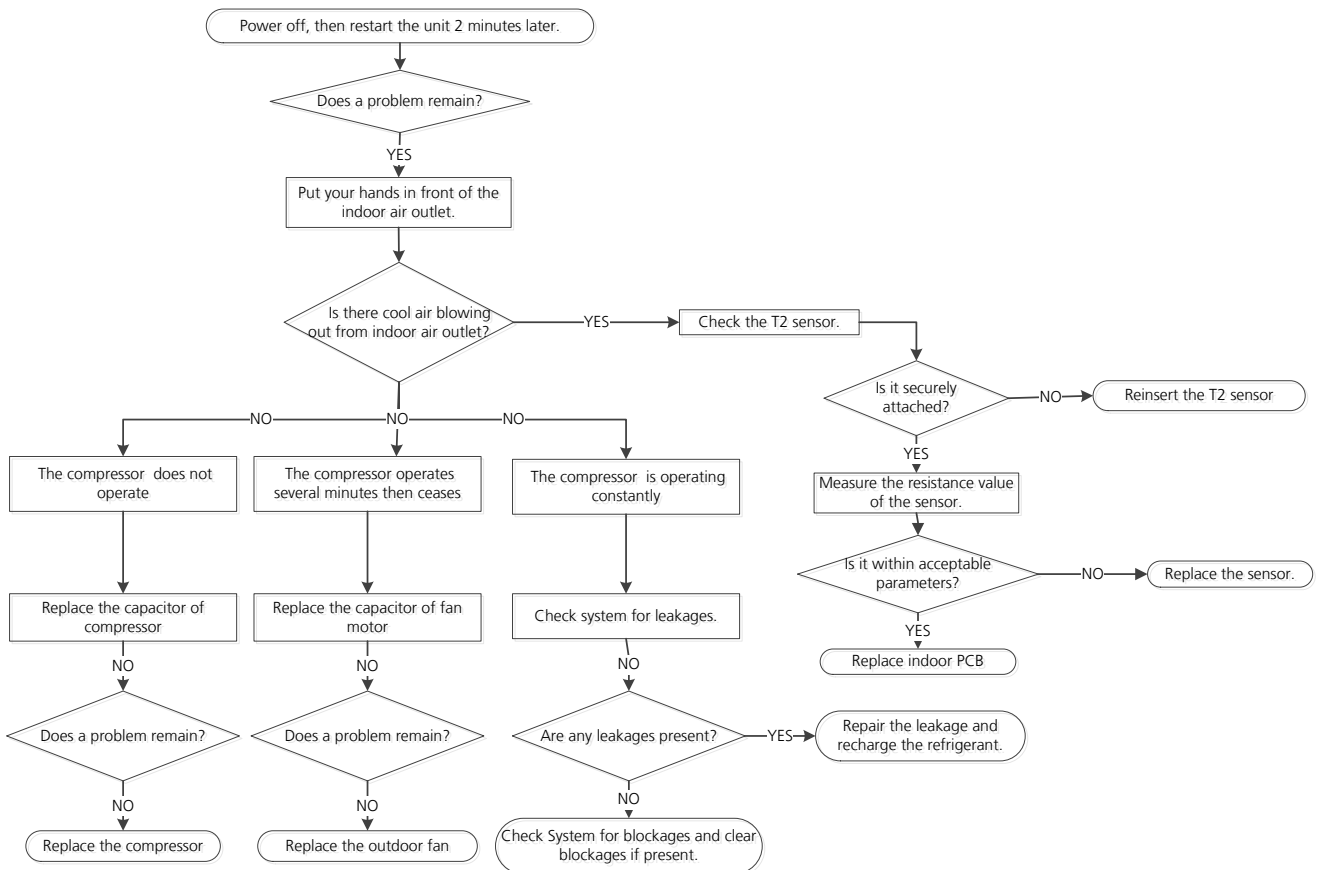 Power off, then restart the unit 2 minutes later.
Does a problem remain?
YES
Put your hands in front of the
indoor air outlet.
Is there cool air blowing
out from indoor air outlet?
YES
Check the T2 sensor.
Is it securely
attached?
NO
Reinsert the T2 sensor
YES
Measure the resistance value
of the sensor.
Is it within acceptable
parameters?
NO
Replace the sensor.
YES
Replace indoor PCB
NO
NO
NO
The compressor does not
operate
The compressor operates
several minutes then ceases
The compressor is operating
constantly
Replace the capacitor of
compressor
Replace the capacitor of fan
motor
Check system for leakages.
NO
NO
NO
Does a problem remain?
Does a problem remain?
Are any leakages present?
YES
Repair the leakage and
recharge the refrigerant.
NO
NO
NO
Replace the compressor
Replace the outdoor fan
Check System for blockages and clear
blockages if present.